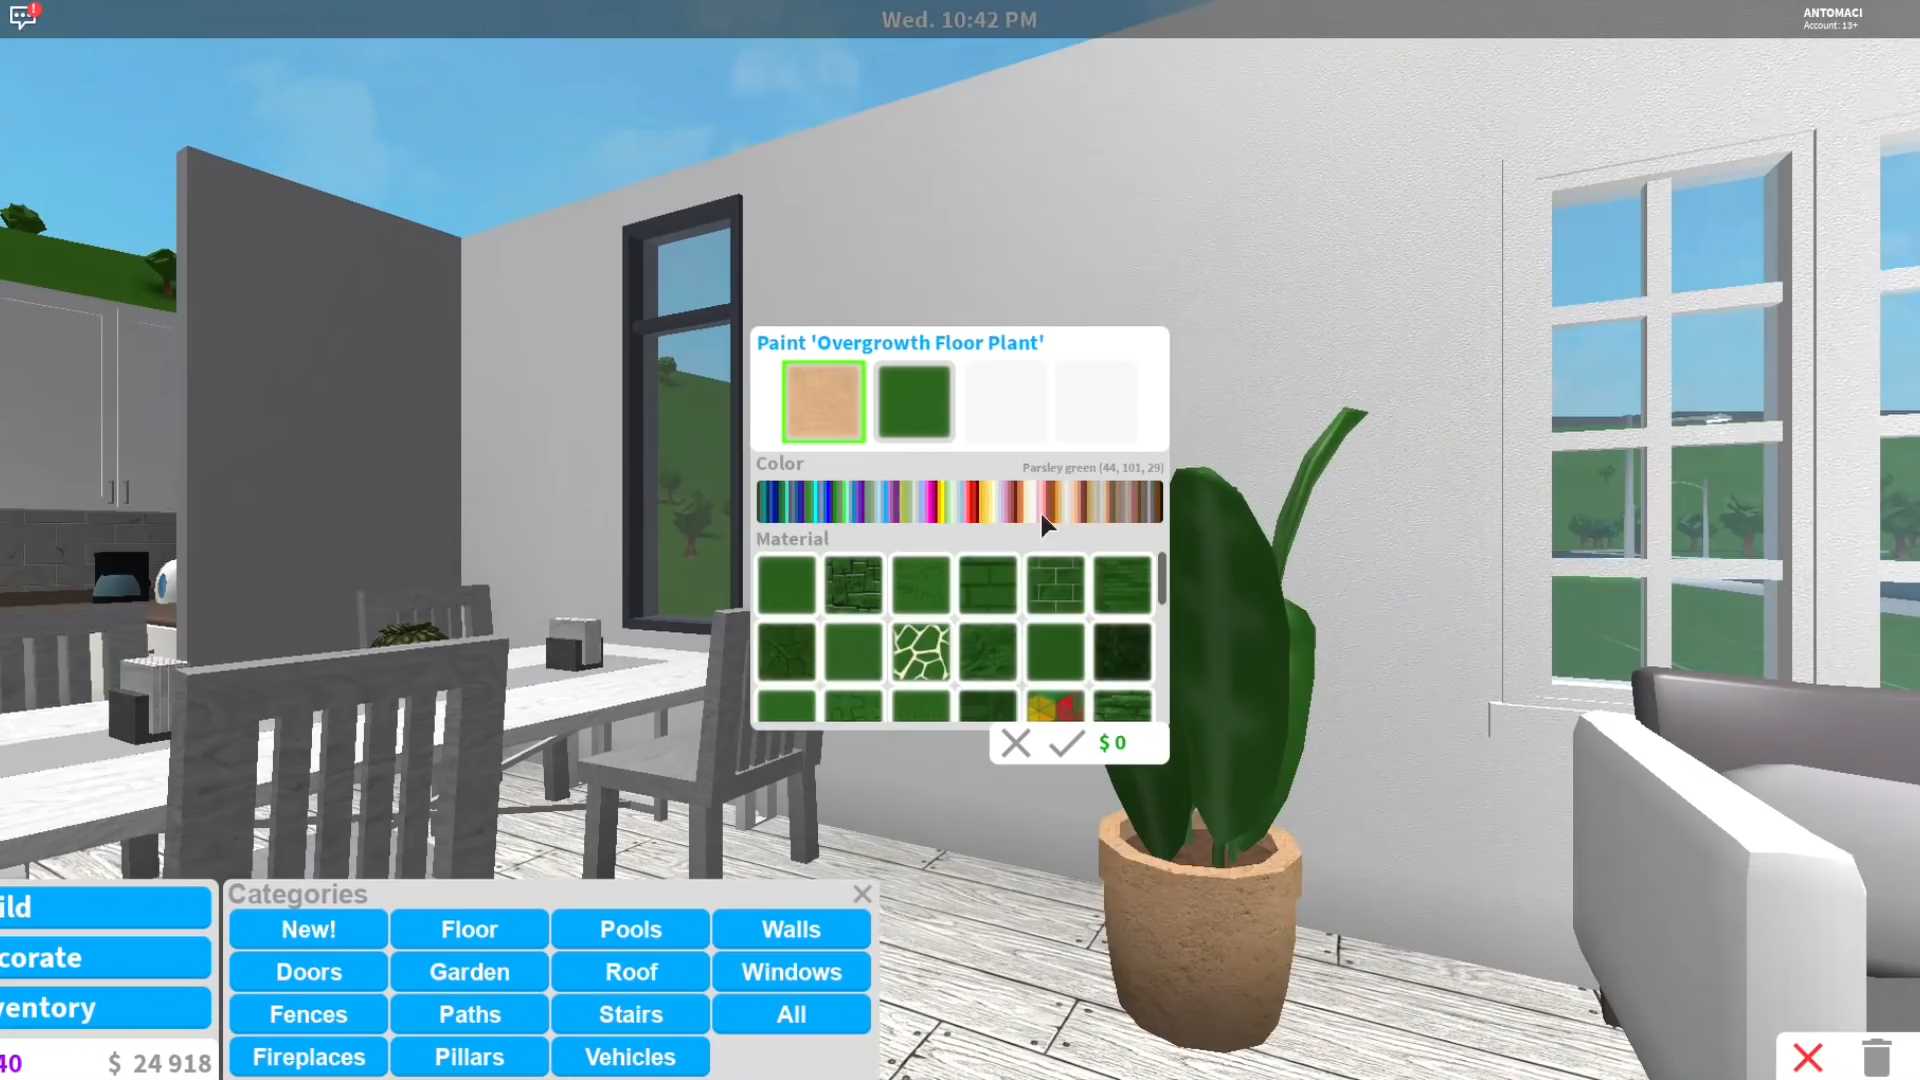 Wed. 10:42 PM
ANTOMACI
Account: 13+
Paint 'Overgrowth Floor Plant'
Color
Parsley green (44, 101, 29)
Material
$ 0
ild
corate
ventory
40
$ 24 918
Categories
New!
Floor
Pools
Walls
Doors
Garden
Roof
Windows
Fences
Paths
Stairs
All
Fireplaces
Pillars
Vehicles